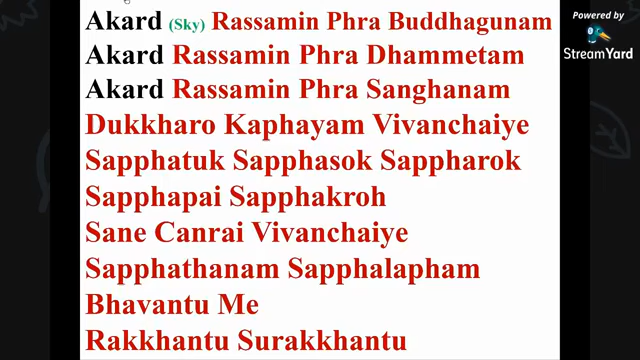 Akard (Sky) Rassamin Phra Buddhagunam
Akard Rassamin Phra Dhammetam
Akard Rassamin Phra Sanghanam
Dukkharo Kaphayam Vivanchaiye
Sapphatuk Sapphasok Sappharok
Sapphapai Sapphakroh
Sane Canrai Vivanchaiye
Sapphathanam Sapphalapham
Bhavantu Me
Rakkhantu Surakkhantu
Powered by
StreamYard